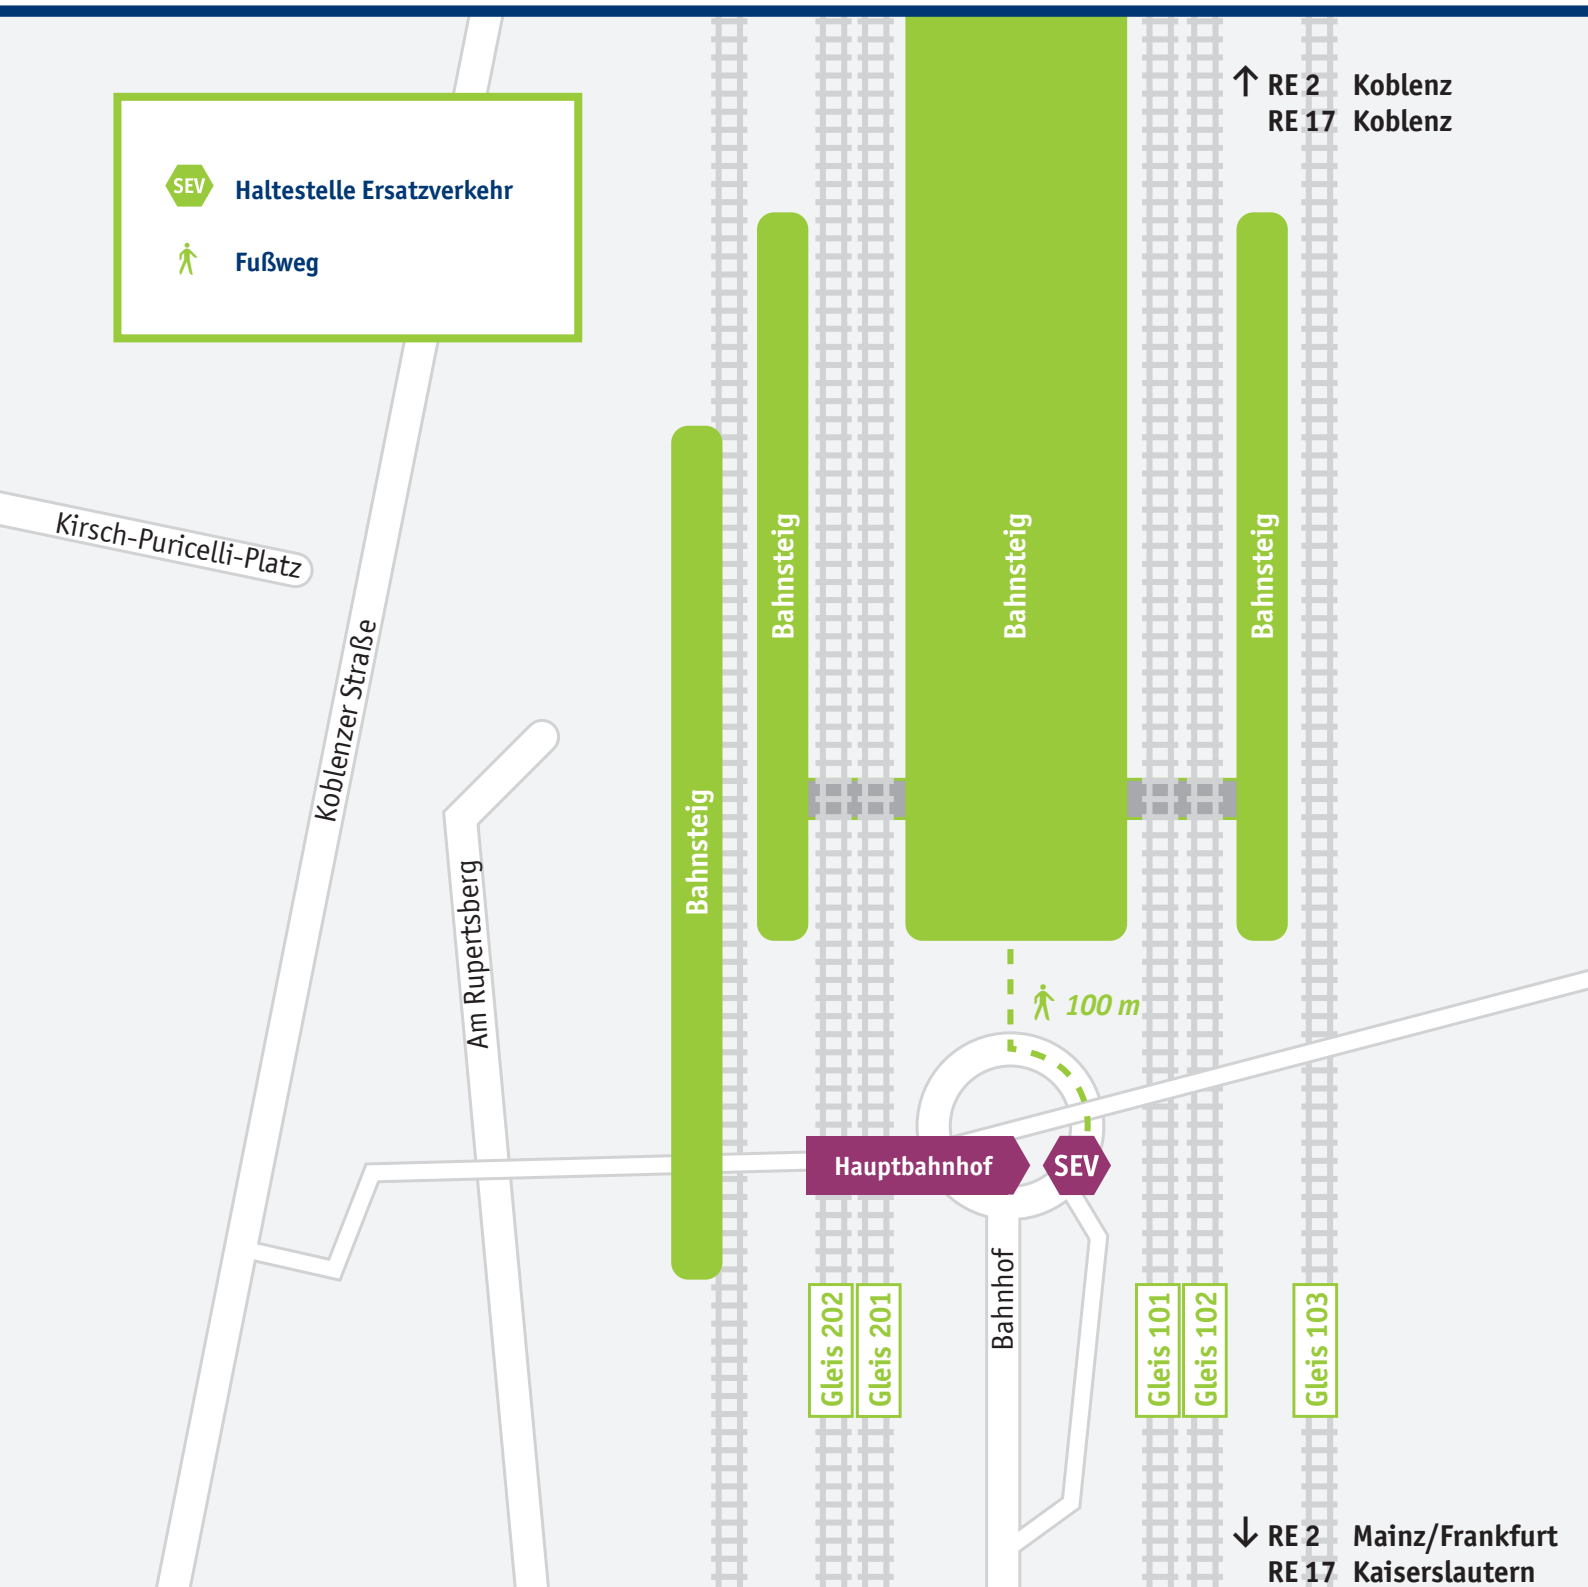 ↑ RE 2 Koblenz
RE 17 Koblenz
SEV Haltestelle Ersatzverkehr
Fußweg
Kirsch-Puricelli-Platz
Koblenzer Straße
Am Rupertsberg
Bahnsteig
Bahnsteig
Bahnsteig
Bahnsteig
100 m
Hauptbahnhof
SEV
Bahnhof
Gleis 202
Gleis 201
Gleis 101
Gleis 102
Gleis 103
↓ RE 2 Mainz/Frankfurt
RE 17 Kaiserslautern